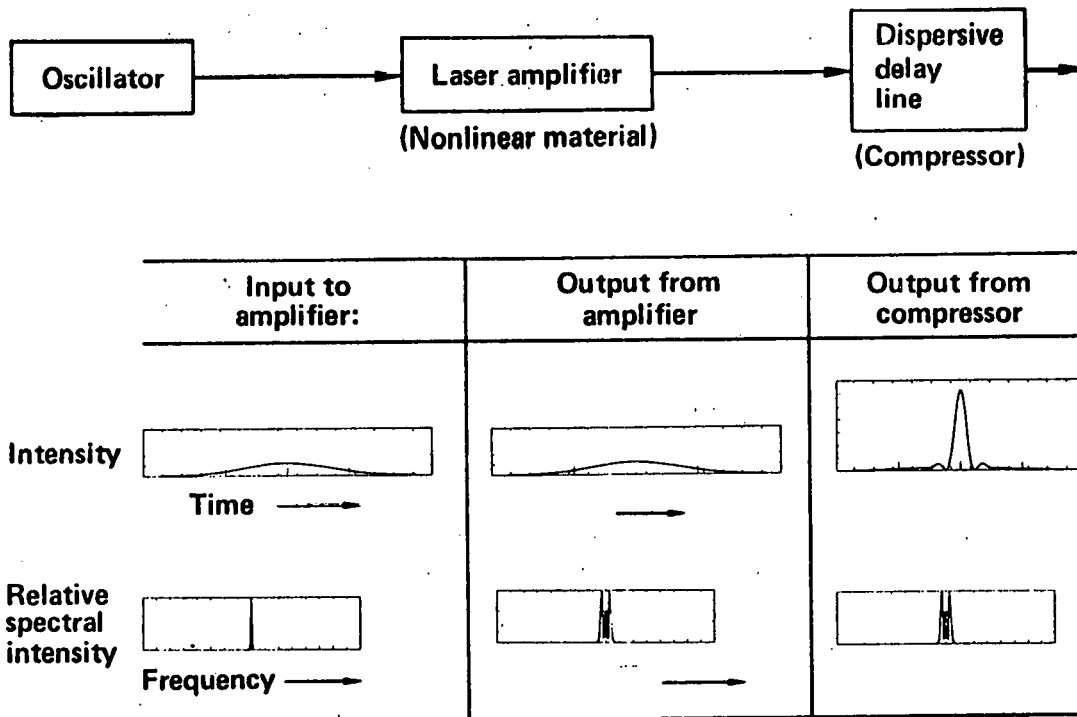 Oscillator
Laser amplifier
(Nonlinear material)
Dispersive
delay
line
(Compressor)
Input to
amplifier:
Output from
amplifier
Output from
compressor
Intensity
Time
Relative
spectral
intensity
Frequency